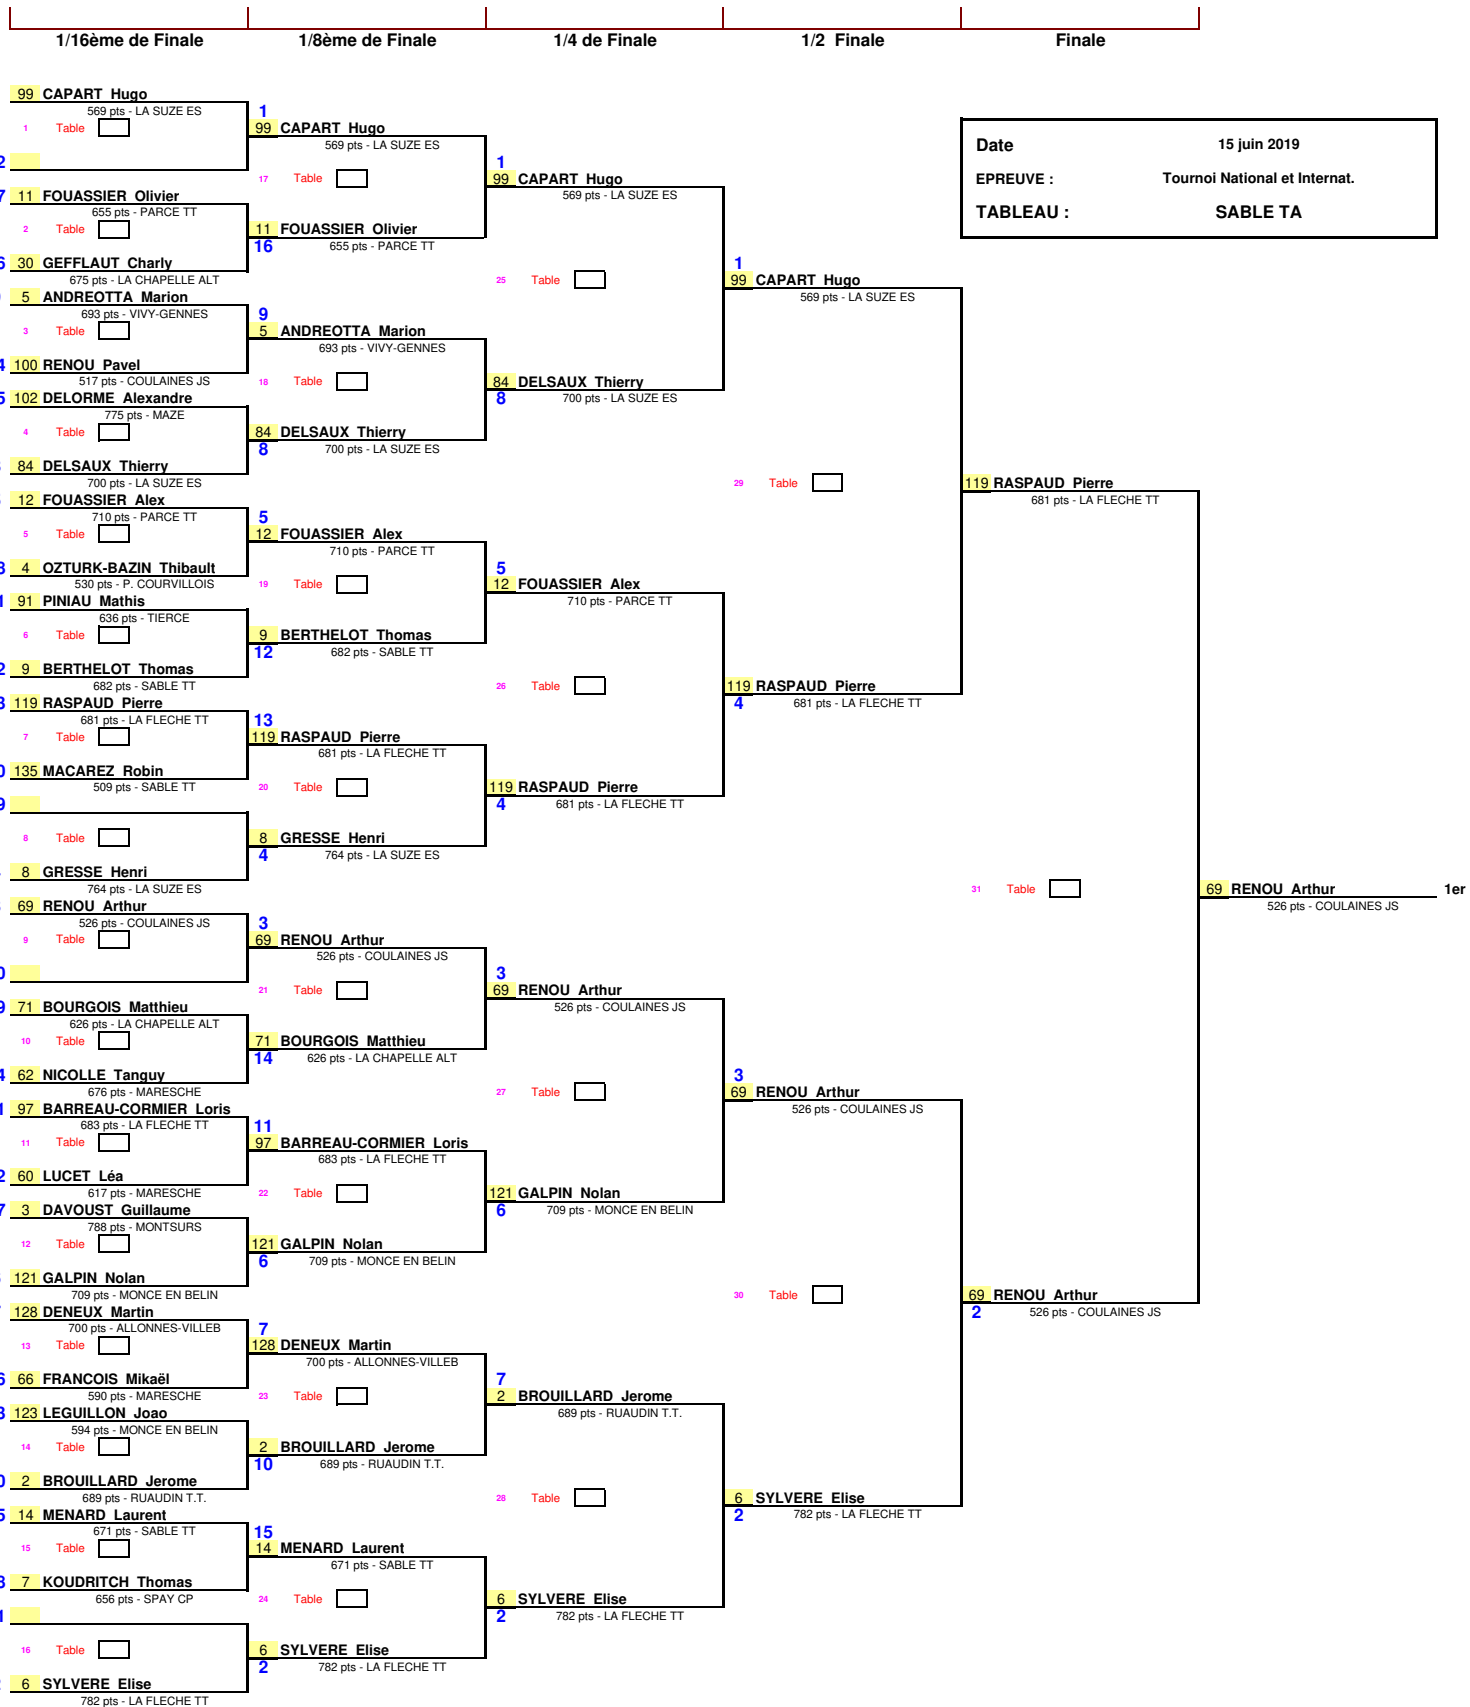 1/16ème de Finale
1/8ème de Finale
1/4 de Finale
1/2 Finale
Finale
Date 15 juin 2019
EPREUVE : Tournoi National et Internat.
TABLEAU : SABLE TA
99 CAPART Hugo
569 pts - LA SUZE ES
1 Table
2
7 11 FOUASSIER Olivier
655 pts - PARCE TT
2 Table
6 30 GEFFLAUT Charly
675 pts - LA CHAPELLE ALT
5 ANDREOTTA Marion
693 pts - VIVY-GENNES
3 Table
4 100 RENOU Pavel
517 pts - COULAINES JS
5 102 DELORME Alexandre
775 pts - MAZE
4 Table
84 DELSAUX Thierry
700 pts - LA SUZE ES
12 FOUASSIER Alex
710 pts - PARCE TT
5 Table
3 4 OZTURK-BAZIN Thibault
530 pts - P. COURVILLOIS
1 91 PINIAU Mathis
636 pts - TIERCE
6 Table
2 9 BERTHELOT Thomas
682 pts - SABLE TT
3 119 RASPAUD Pierre
681 pts - LA FLECHE TT
7 Table
0 135 MACAREZ Robin
509 pts - SABLE TT
9
8 Table
8 GRESSE Henri
764 pts - LA SUZE ES
69 RENOU Arthur
526 pts - COULAINES JS
9 Table
0
9 71 BOURGOIS Matthieu
626 pts - LA CHAPELLE ALT
10 Table
4 62 NICOLLE Tanguy
676 pts - MARESCHE
1 97 BARREAU-CORMIER Loris
683 pts - LA FLECHE TT
11 Table
2 60 LUCET Léa
617 pts - MARESCHE
7 3 DAVOUST Guillaume
788 pts - MONTSURS
12 Table
121 GALPIN Nolan
709 pts - MONCE EN BELIN
128 DENEUX Martin
700 pts - ALLONNES-VILLEB
13 Table
6 66 FRANCOIS Mikaël
590 pts - MARESCHE
3 123 LEGUILLON Joao
594 pts - MONCE EN BELIN
14 Table
0 2 BROUILLARD Jerome
689 pts - RUAUDIN T.T.
5 14 MENARD Laurent
671 pts - SABLE TT
15 Table
8 7 KOUDRITCH Thomas
656 pts - SPAY CP
1
16 Table
6 SYLVERE Elise
782 pts - LA FLECHE TT
1
99 CAPART Hugo
569 pts - LA SUZE ES
17 Table
11 FOUASSIER Olivier
16 655 pts - PARCE TT
9
5 ANDREOTTA Marion
693 pts - VIVY-GENNES
18 Table
84 DELSAUX Thierry
8 700 pts - LA SUZE ES
5
12 FOUASSIER Alex
710 pts - PARCE TT
19 Table
9 BERTHELOT Thomas
12 682 pts - SABLE TT
13
119 RASPAUD Pierre
681 pts - LA FLECHE TT
20 Table
8 GRESSE Henri
4 764 pts - LA SUZE ES
3
69 RENOU Arthur
526 pts - COULAINES JS
21 Table
71 BOURGOIS Matthieu
14 626 pts - LA CHAPELLE ALT
11
97 BARREAU-CORMIER Loris
683 pts - LA FLECHE TT
22 Table
121 GALPIN Nolan
6 709 pts - MONCE EN BELIN
7
128 DENEUX Martin
700 pts - ALLONNES-VILLEB
23 Table
2 BROUILLARD Jerome
10 689 pts - RUAUDIN T.T.
15
14 MENARD Laurent
671 pts - SABLE TT
24 Table
6 SYLVERE Elise
2 782 pts - LA FLECHE TT
1
99 CAPART Hugo
569 pts - LA SUZE ES
25 Table
84 DELSAUX Thierry
8 700 pts - LA SUZE ES
5
12 FOUASSIER Alex
710 pts - PARCE TT
26 Table
119 RASPAUD Pierre
4 681 pts - LA FLECHE TT
3
69 RENOU Arthur
526 pts - COULAINES JS
27 Table
121 GALPIN Nolan
6 709 pts - MONCE EN BELIN
7
2 BROUILLARD Jerome
689 pts - RUAUDIN T.T.
28 Table
6 SYLVERE Elise
2 782 pts - LA FLECHE TT
1
99 CAPART Hugo
569 pts - LA SUZE ES
29 Table
119 RASPAUD Pierre
4 681 pts - LA FLECHE TT
3
69 RENOU Arthur
526 pts - COULAINES JS
30 Table
6 SYLVERE Elise
2 782 pts - LA FLECHE TT
119 RASPAUD Pierre
681 pts - LA FLECHE TT
31 Table
69 RENOU Arthur
2 526 pts - COULAINES JS
69 RENOU Arthur 1er
526 pts - COULAINES JS